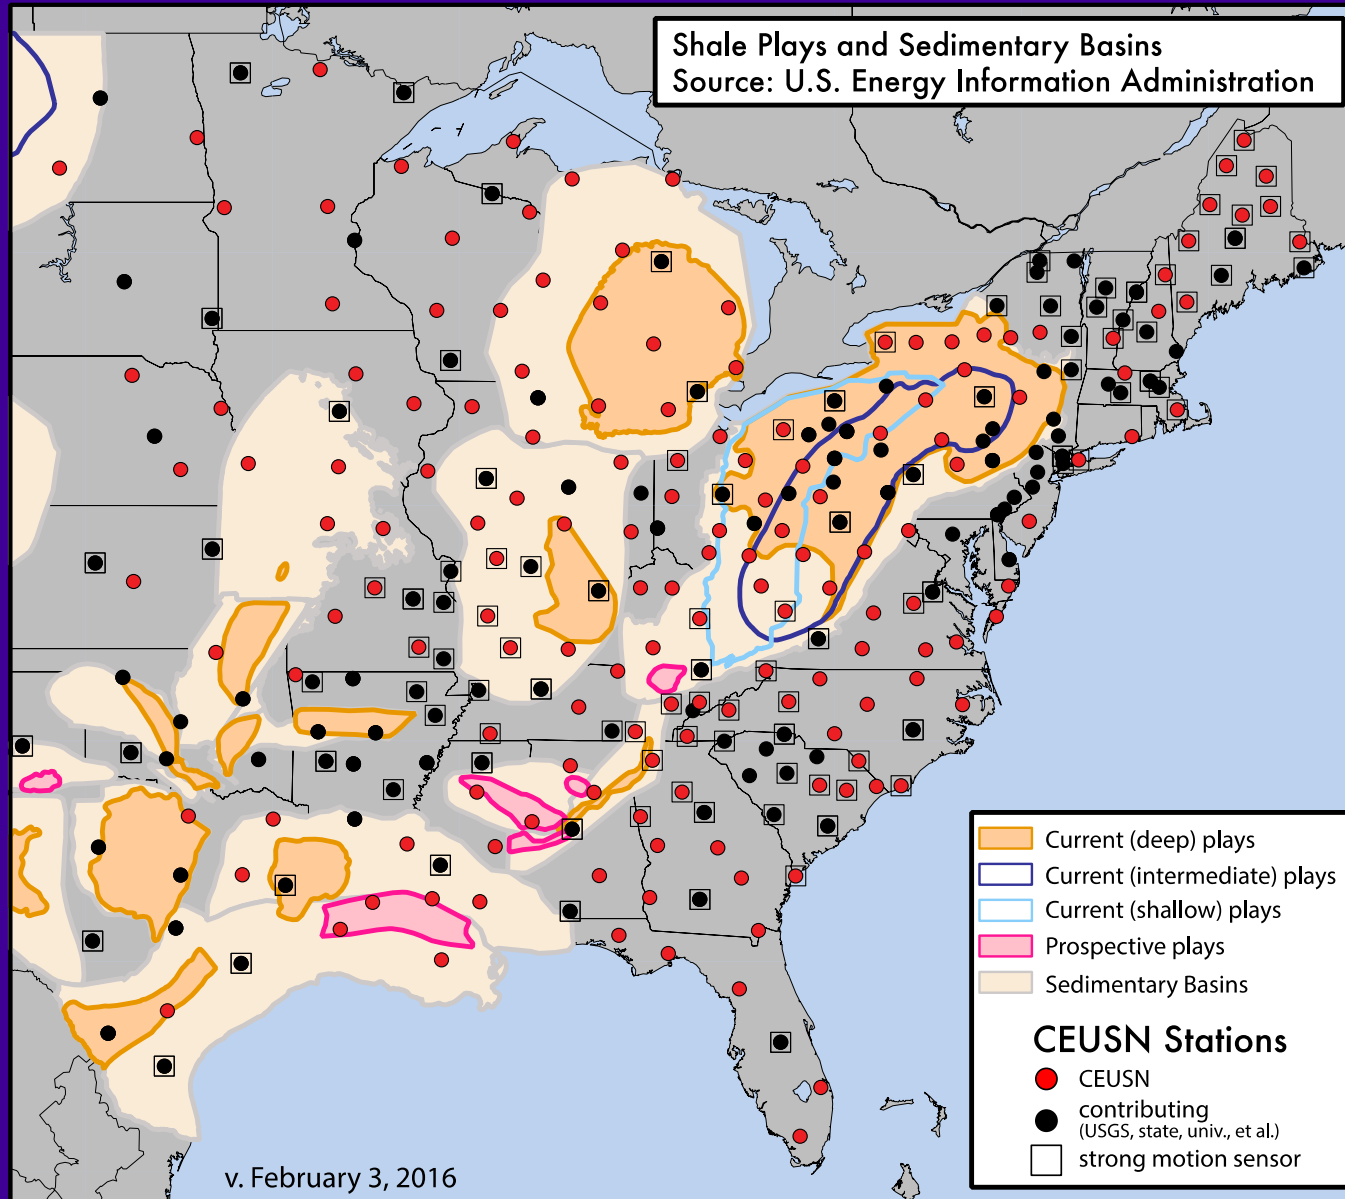 Shale Plays and Sedimentary Basins
Source: U.S. Energy Information Administration
Current (deep) plays
Current (intermediate) plays
Current (shallow) plays
Prospective plays
Sedimentary Basins
CEUSN Stations
CEUSN
contributing
(USGS, state, univ., et al.)
strong motion sensor
v. February 3, 2016